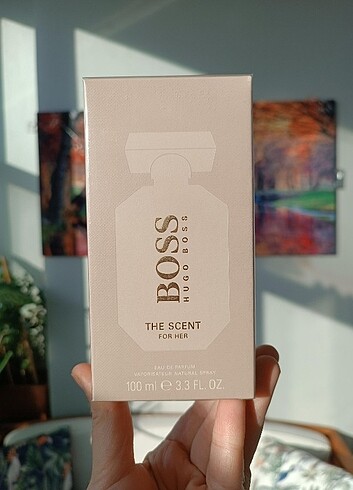 BOSS
HUGO BOSS
THE SCENT
FOR HER
EAU DE PARFUM
VAPORISATEUR NATURAL SPRAY
100 ml ℮ 3.3 FL. OZ.